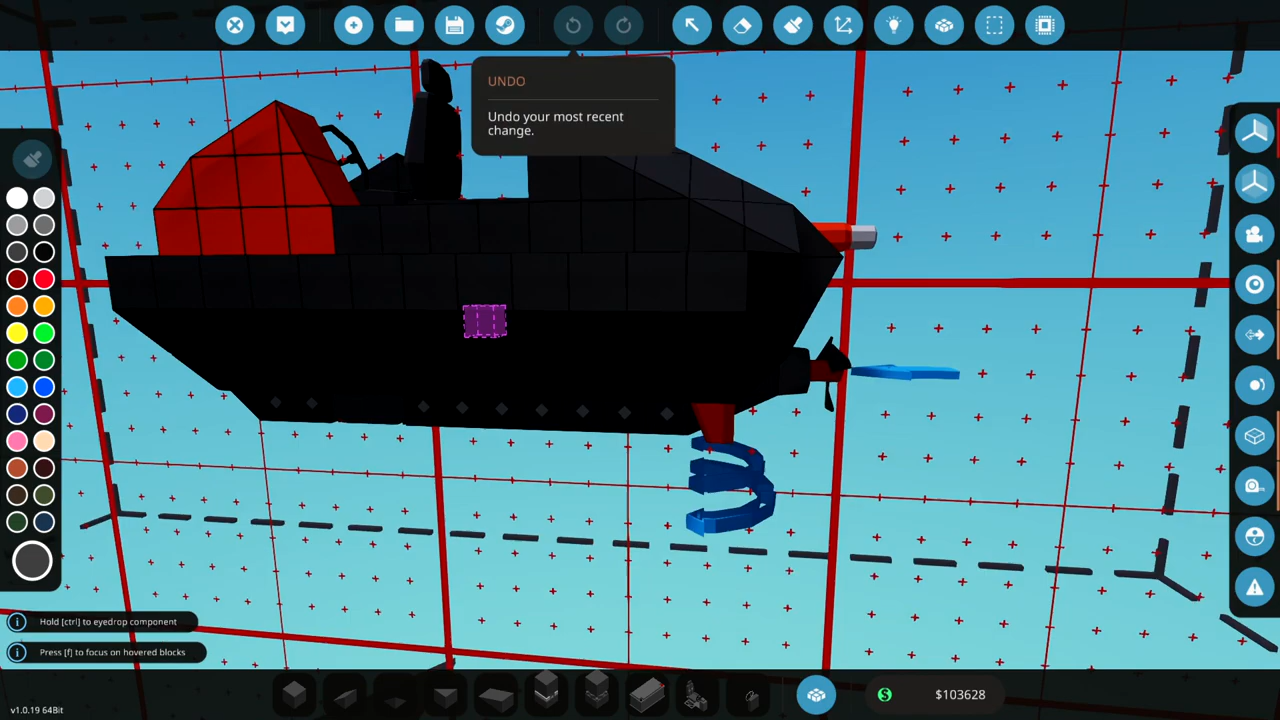 UNDO
Undo your most recent
change.
Hold [ctrl] to eyedrop component
Press [f] to focus on hovered blocks
$103628
v1.0.19 64Bit